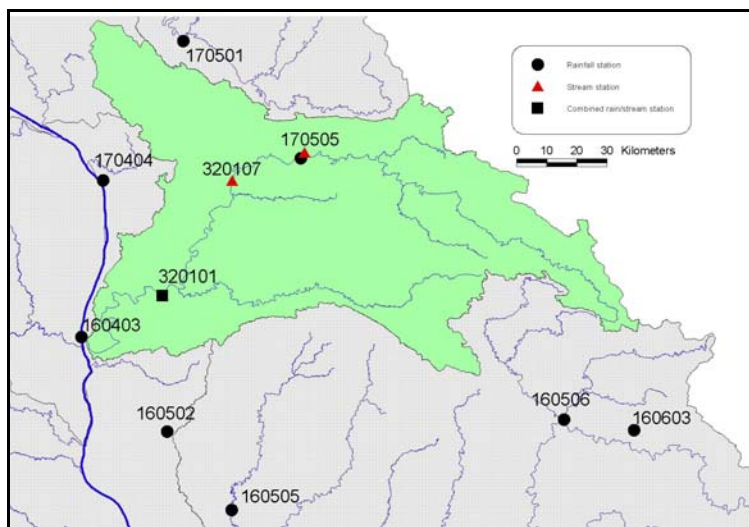 170501
Rainfall station
Stream station
Combined rain/stream station
170505
0 10 20 30 Kilometers
170404
320107
320101
160403
160502
160506
160603
160505